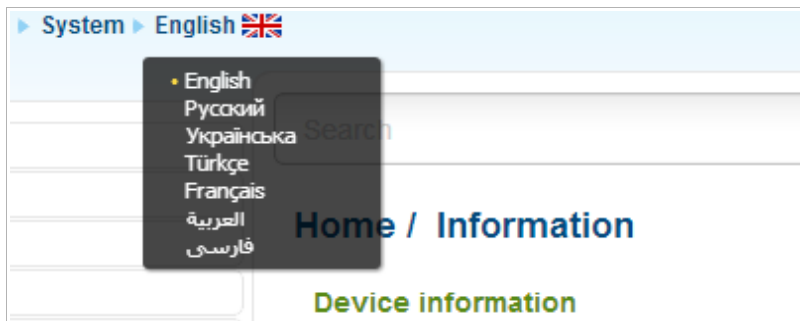 System English
• English
Русский
Українська
Türkçe
Français
العربية
فارسی
Search
Home / Information
Device information